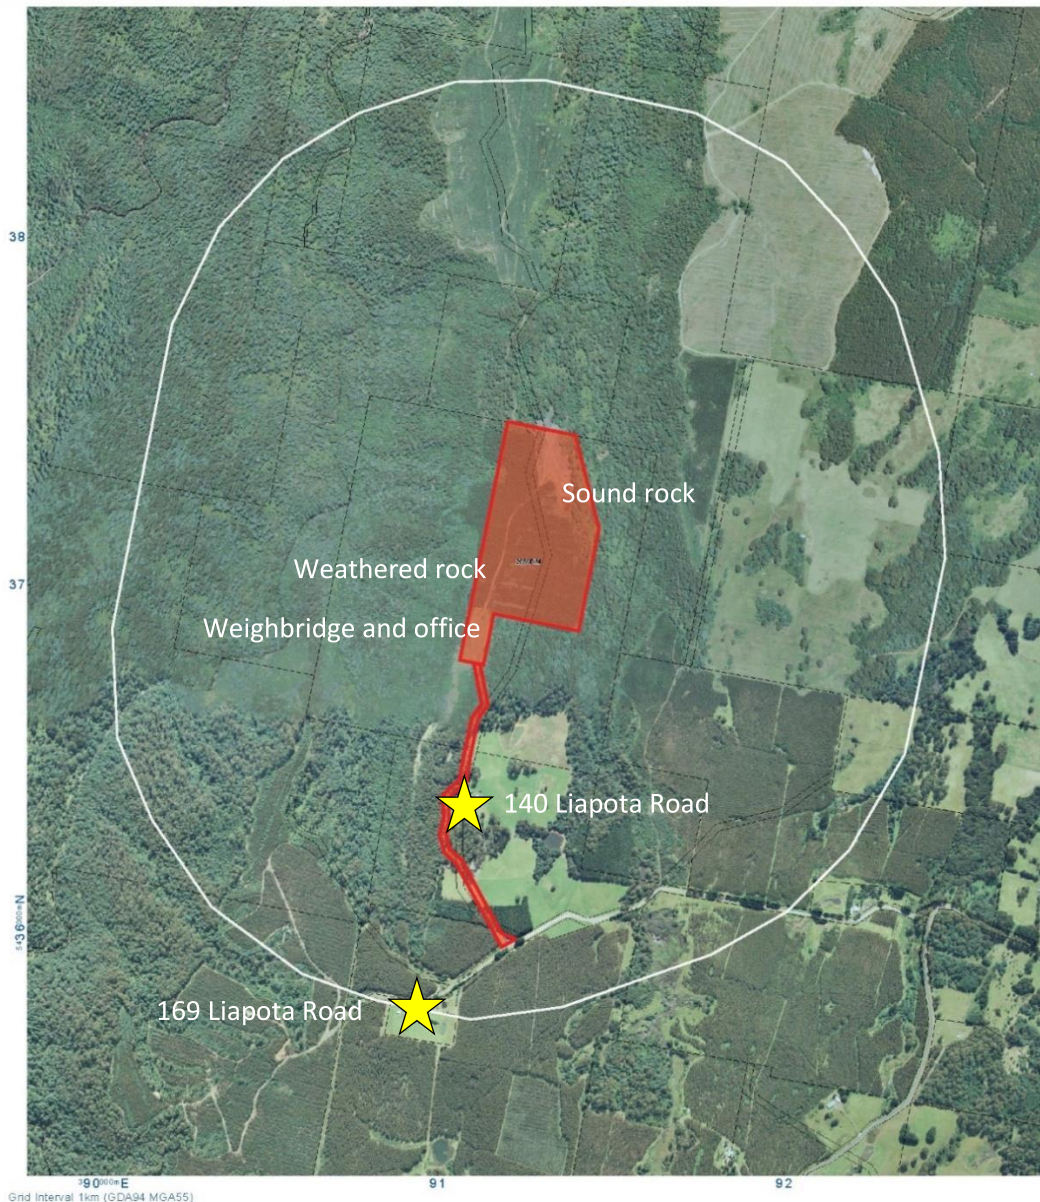 38
Sound rock
Weathered rock
37
Weighbridge and office
140 Liapota Road
5436000mN
169 Liapota Road
390000mE
91
92
Grid Interval 1km (GDA94 MGA55)